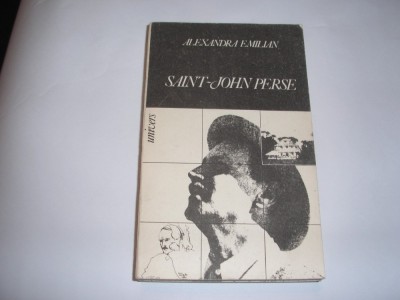 ALEXANDRA EMILIAN
SAINT-JOHN PERSE
univers